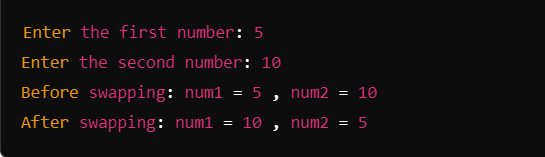 Enter the first number: 5
Enter the second number: 10
Before swapping: num1 = 5 , num2 = 10
After swapping: num1 = 10 , num2 = 5